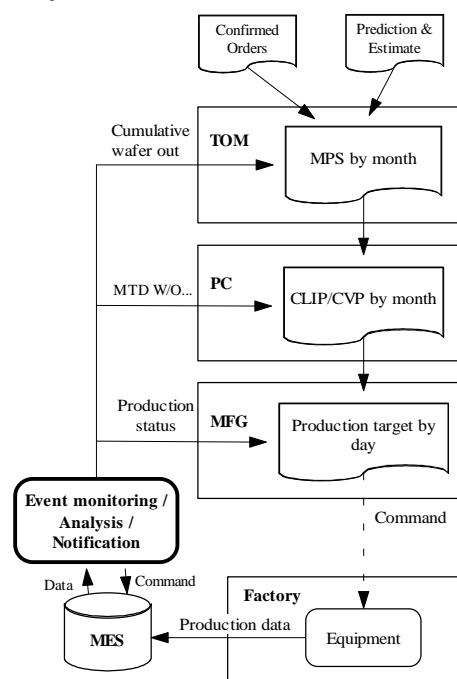 Confirmed
Orders
Prediction &
Estimate
Cumulative
wafer out
TOM
MPS by month
MTD W/O...
PC
CLIP/CVP by month
Production
status
MFG
Production target by
day
Event monitoring /
Analysis /
Notification
Command
Data
Command
Factory
MES
Production data
Equipment